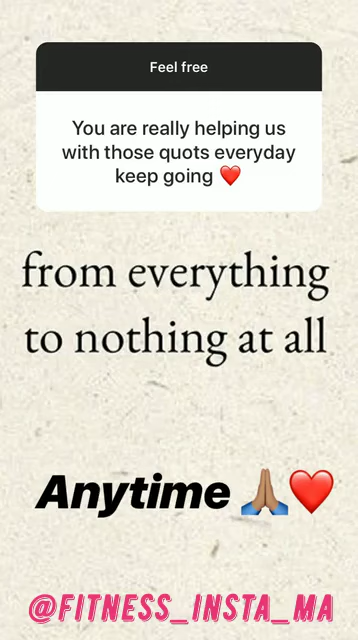 Feel free
You are really helping us
with those quots everyday
keep going ❤️
from everything
to nothing at all
Anytime 🙏🏽❤️
@FITNESS_INSTA_MA